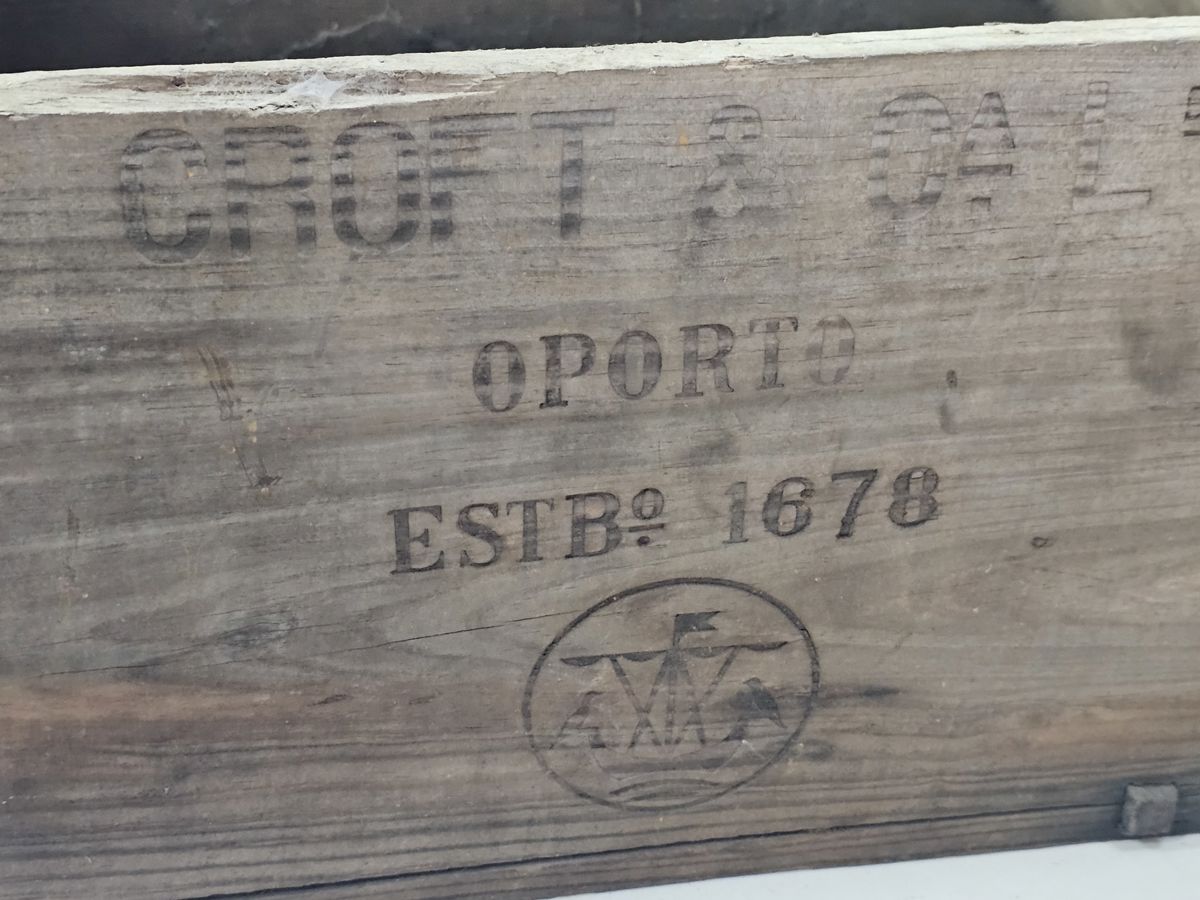 CROFT & CA L
OPORTO
ESTBº 1678